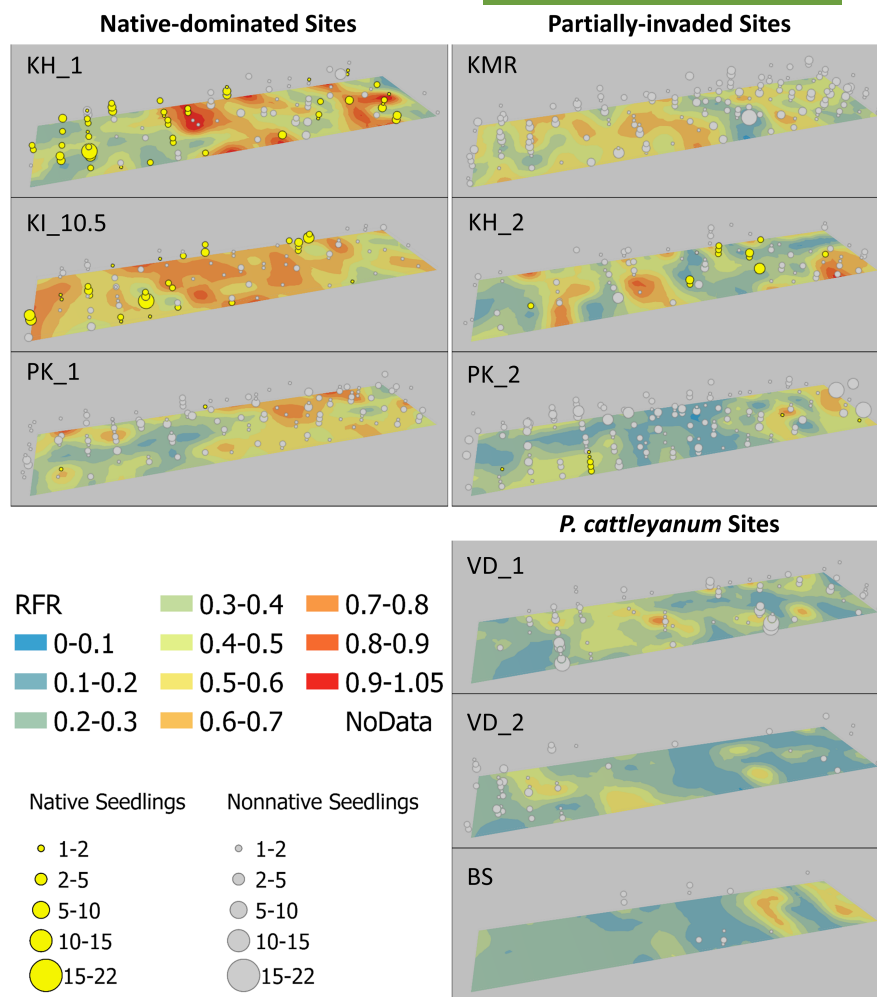 Native-dominated Sites
Partially-invaded Sites
KH_1
KMR
KI_10.5
KH_2
PK_1
PK_2
P. cattleyanum Sites
VD_1
RFR
0-0.1
0.1-0.2
0.2-0.3
0.3-0.4
0.4-0.5
0.5-0.6
0.6-0.7
0.7-0.8
0.8-0.9
0.9-1.05
NoData
VD_2
Native Seedlings
1-2
2-5
5-10
10-15
15-22
Nonnative Seedlings
1-2
2-5
5-10
10-15
15-22
BS